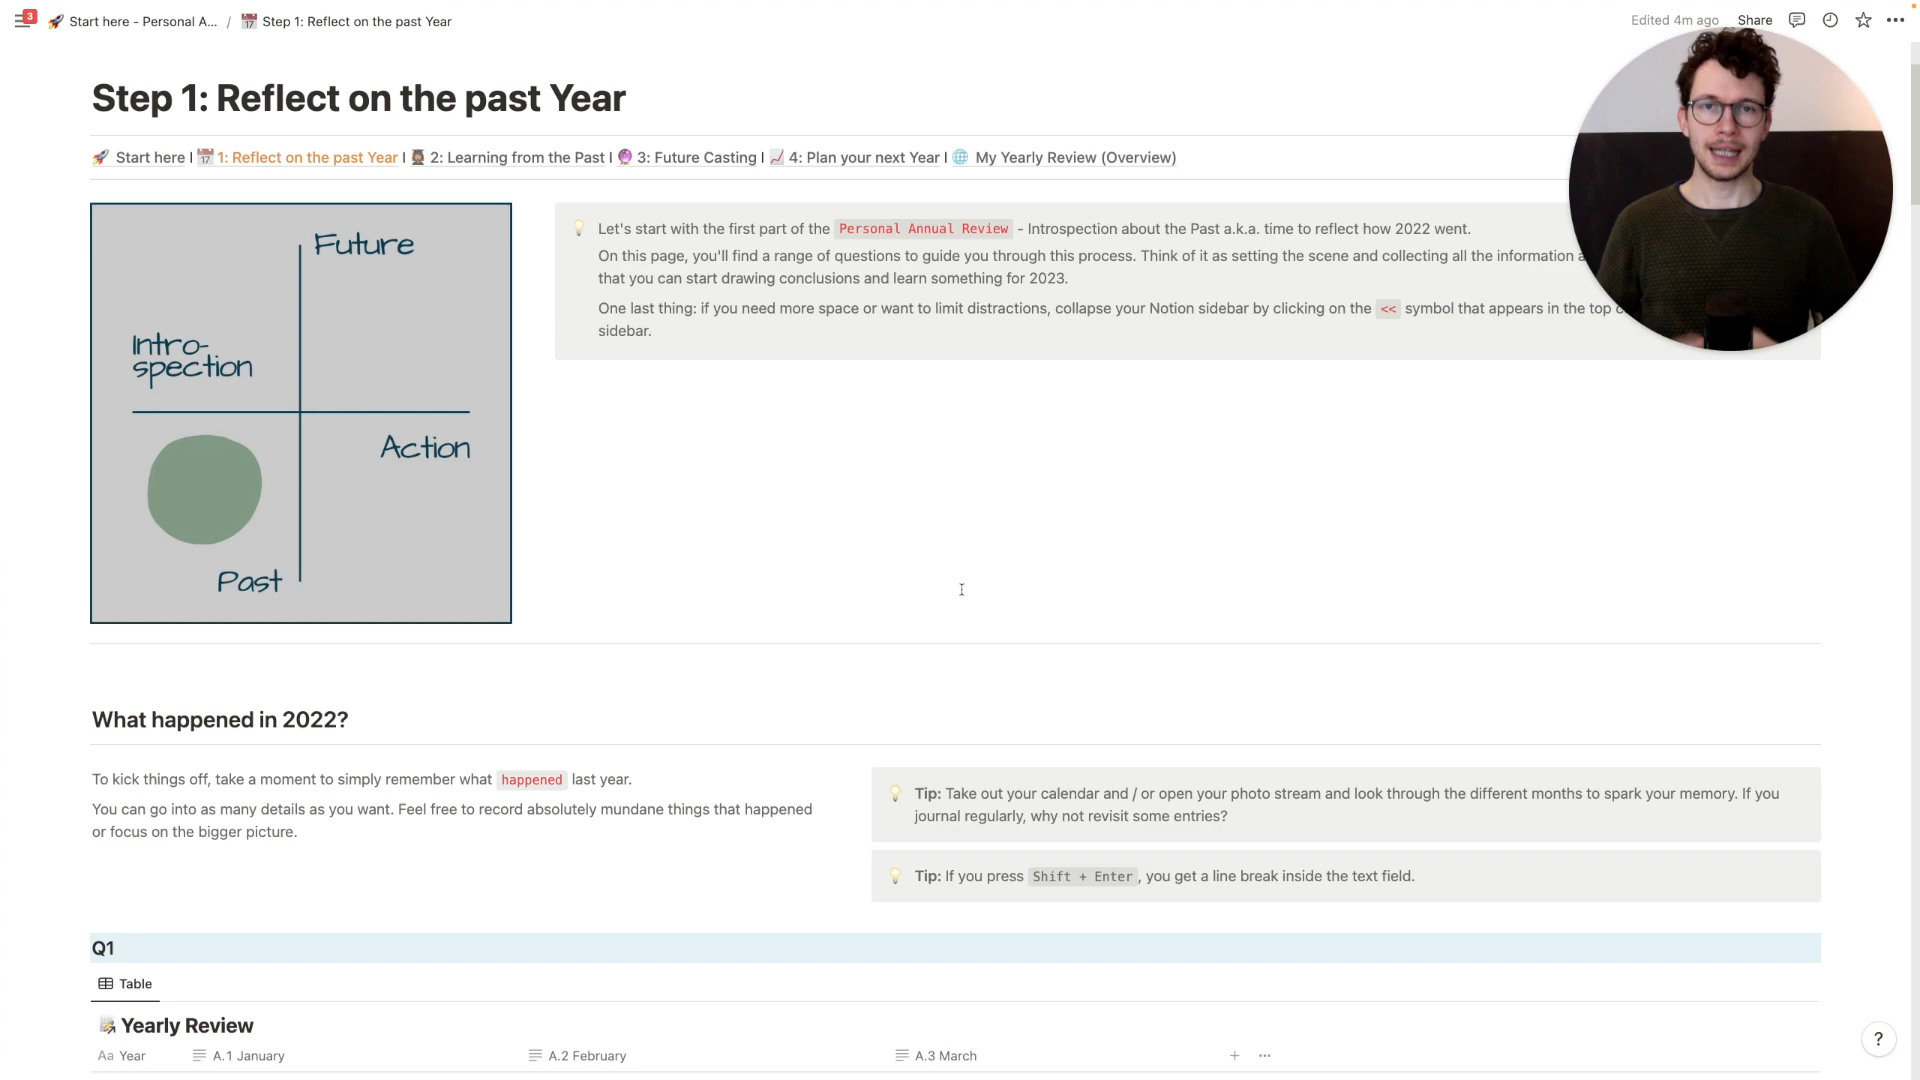 3
Start here - Personal A... / Step 1: Reflect on the past Year
Edited 4m ago Share
Step 1: Reflect on the past Year
Start here | 1: Reflect on the past Year | 2: Learning from the Past | 3: Future Casting | 4: Plan your next Year | My Yearly Review (Overview)
Future
Intro-
spection
Action
Past
Let's start with the first part of the Personal Annual Review - Introspection about the Past a.k.a. time to reflect how 2022 went.
On this page, you'll find a range of questions to guide you through this process. Think of it as setting the scene and collecting all the information
that you can start drawing conclusions and learn something for 2023.
One last thing: if you need more space or want to limit distractions, collapse your Notion sidebar by clicking on the << symbol that appears in the top
sidebar.
What happened in 2022?
To kick things off, take a moment to simply remember what happened last year.
You can go into as many details as you want. Feel free to record absolutely mundane things that happened
or focus on the bigger picture.
Tip: Take out your calendar and / or open your photo stream and look through the different months to spark your memory. If you
journal regularly, why not revisit some entries?
Tip: If you press Shift + Enter, you get a line break inside the text field.
Q1
Table
Yearly Review
Aa Year A.1 January A.2 February A.3 March
?